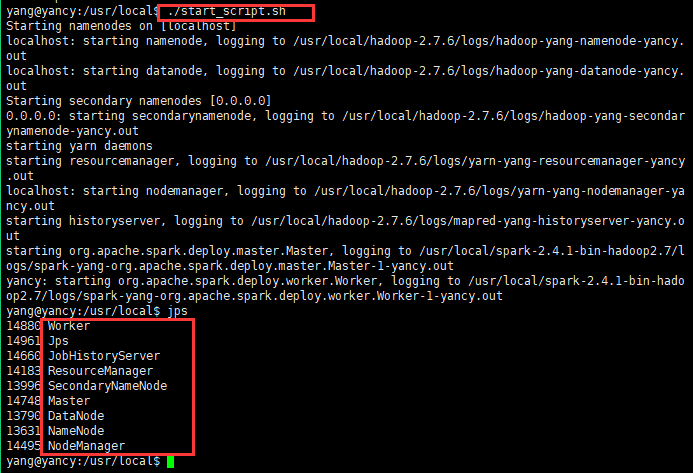 yang@yancy:/usr/local$ ./start_script.sh
Starting namenodes on [localhost]
localhost: starting namenode, logging to /usr/local/hadoop-2.7.6/logs/hadoop-yang-namenode-yancy.
out
localhost: starting datanode, logging to /usr/local/hadoop-2.7.6/logs/hadoop-yang-datanode-yancy.
out
Starting secondary namenodes [0.0.0.0]
0.0.0.0: starting secondarynamenode, logging to /usr/local/hadoop-2.7.6/logs/hadoop-yang-secondar
ynamenode-yancy.out
starting yarn daemons
starting resourcemanager, logging to /usr/local/hadoop-2.7.6/logs/yarn-yang-resourcemanager-yancy
.out
localhost: starting nodemanager, logging to /usr/local/hadoop-2.7.6/logs/yarn-yang-nodemanager-ya
ncy.out
starting historyserver, logging to /usr/local/hadoop-2.7.6/logs/mapred-yang-historyserver-yancy.o
ut
starting org.apache.spark.deploy.master.Master, logging to /usr/local/spark-2.4.1-bin-hadoop2.7/l
ogs/spark-yang-org.apache.spark.deploy.master.Master-1-yancy.out
yancy: starting org.apache.spark.deploy.worker.Worker, logging to /usr/local/spark-2.4.1-bin-hado
op2.7/logs/spark-yang-org.apache.spark.deploy.worker.Worker-1-yancy.out
yang@yancy:/usr/local$ jps
14880 Worker
14961 Jps
14660 JobHistoryServer
14183 ResourceManager
13996 SecondaryNameNode
14748 Master
13790 DataNode
13631 NameNode
14495 NodeManager
yang@yancy:/usr/local$